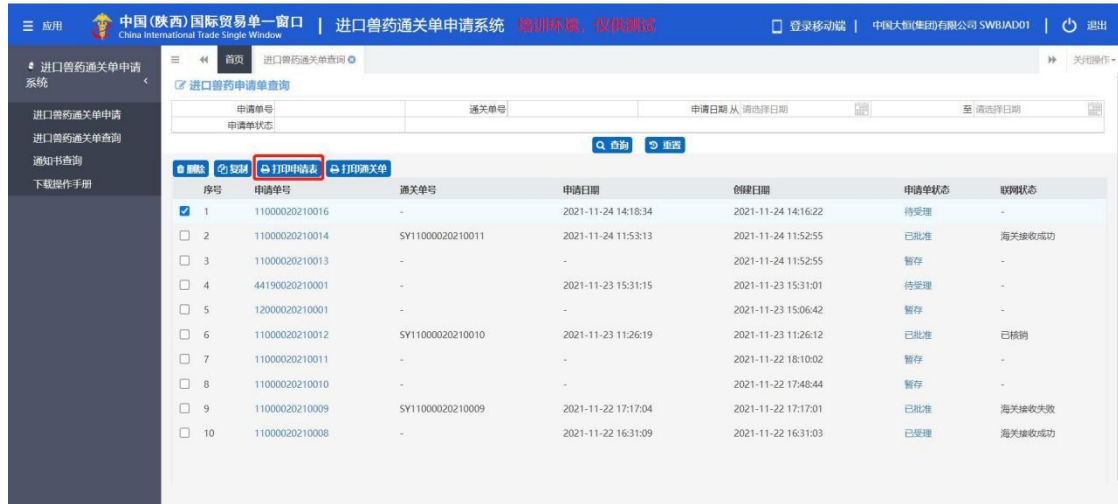 应用
中国(陕西)国际贸易单一窗口 | 进口兽药通关单申请系统 培训环境，仅供测试
China International Trade Single Window
登录移动端 | 中国大恒(集团)有限公司 SWBJAD01 | 退出
进口兽药通关单申请系统
首页 进口兽药通关单查询 关闭操作
进口兽药通关单申请
进口兽药通关单查询
通知书查询
下载操作手册
进口兽药申请单查询
申请单号 通关单号 申请日期 从 请选择日期 至 请选择日期
申请单状态
查询 重置
删除 复制 打印申请表 打印通关单
序号 申请单号 通关单号 申请日期 创建日期 申请单状态 联网状态
1 11000020210016 - 2021-11-24 14:18:34 2021-11-24 14:16:22 待受理 -
2 11000020210014 SY11000020210011 2021-11-24 11:53:13 2021-11-24 11:52:55 已批准 海关接收成功
3 11000020210013 - - 2021-11-24 11:52:55 暂存 -
4 44190020210001 - 2021-11-23 15:31:15 2021-11-23 15:31:01 待受理 -
5 12000020210001 - - 2021-11-23 15:06:42 暂存 -
6 11000020210012 SY11000020210010 2021-11-23 11:26:19 2021-11-23 11:26:12 已批准 已核销
7 11000020210011 - - 2021-11-22 18:10:02 暂存 -
8 11000020210010 - - 2021-11-22 17:48:44 暂存 -
9 11000020210009 SY11000020210009 2021-11-22 17:17:04 2021-11-22 17:17:01 已批准 海关接收失败
10 11000020210008 - 2021-11-22 16:31:09 2021-11-22 16:31:03 已受理 海关接收成功